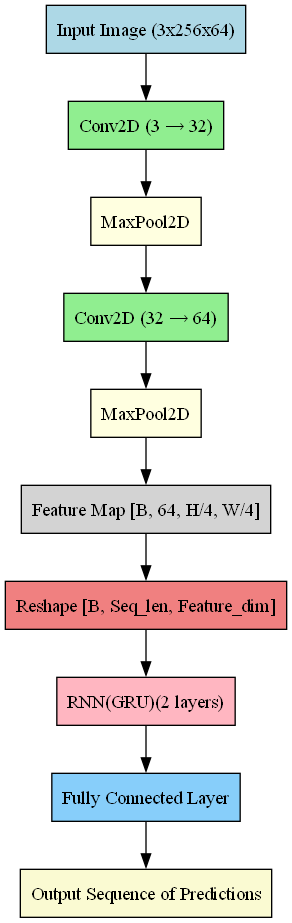 Input Image (3x256x64)
Conv2D (3 → 32)
MaxPool2D
Conv2D (32 → 64)
MaxPool2D
Feature Map [B, 64, H/4, W/4]
Reshape [B, Seq_len, Feature_dim]
RNN(GRU)(2 layers)
Fully Connected Layer
Output Sequence of Predictions